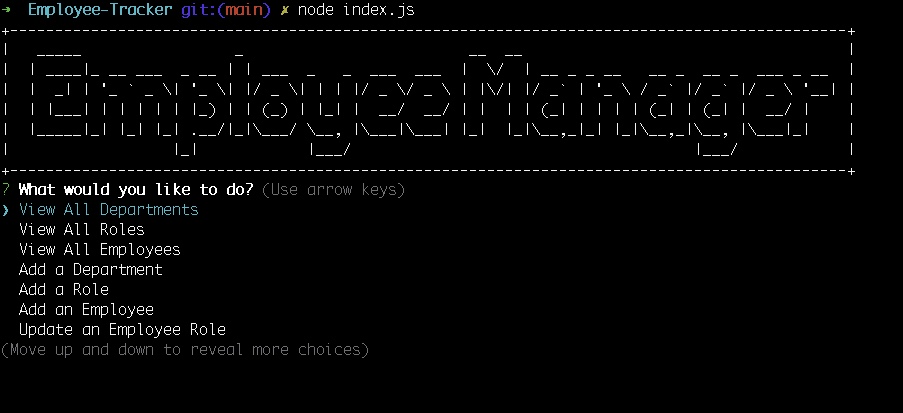 ➜ Employee-Tracker git:(main) ✗ node index.js
Employee Manager
? What would you like to do? (Use arrow keys)
❯ View All Departments
View All Roles
View All Employees
Add a Department
Add a Role
Add an Employee
Update an Employee Role
(Move up and down to reveal more choices)